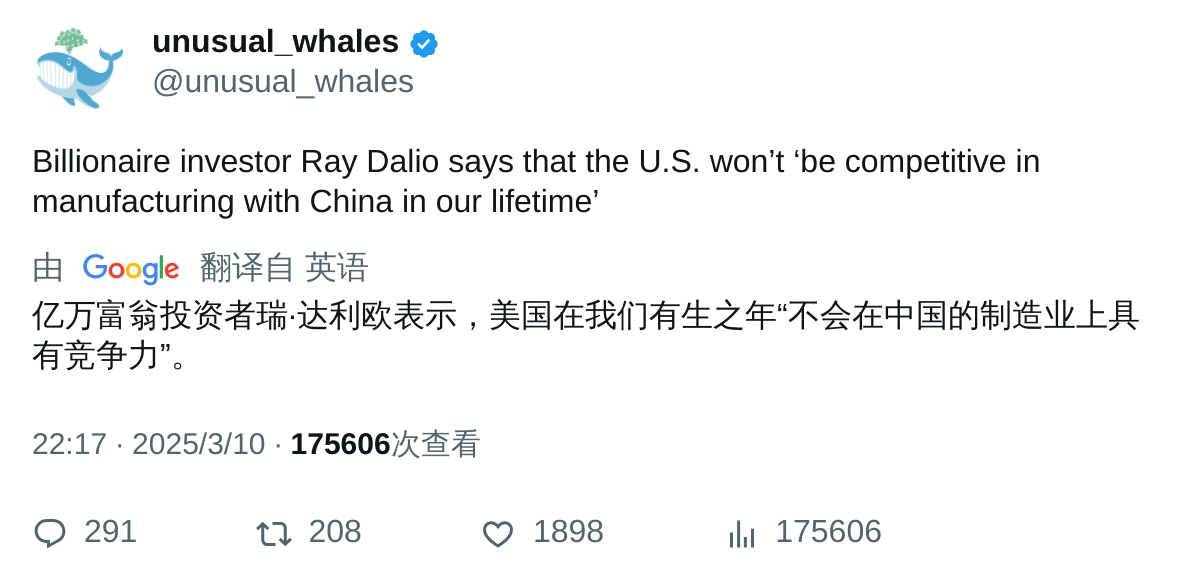 unusual_whales
@unusual_whales
Billionaire investor Ray Dalio says that the U.S. won’t ‘be competitive in
manufacturing with China in our lifetime’
由 Google 翻译自 英语
亿万富翁投资者瑞·达利欧表示，美国在我们有生之年“不会在中国的制造业上具
有竞争力”。
22:17 · 2025/3/10 · 175606次查看
291 208 1898 175606